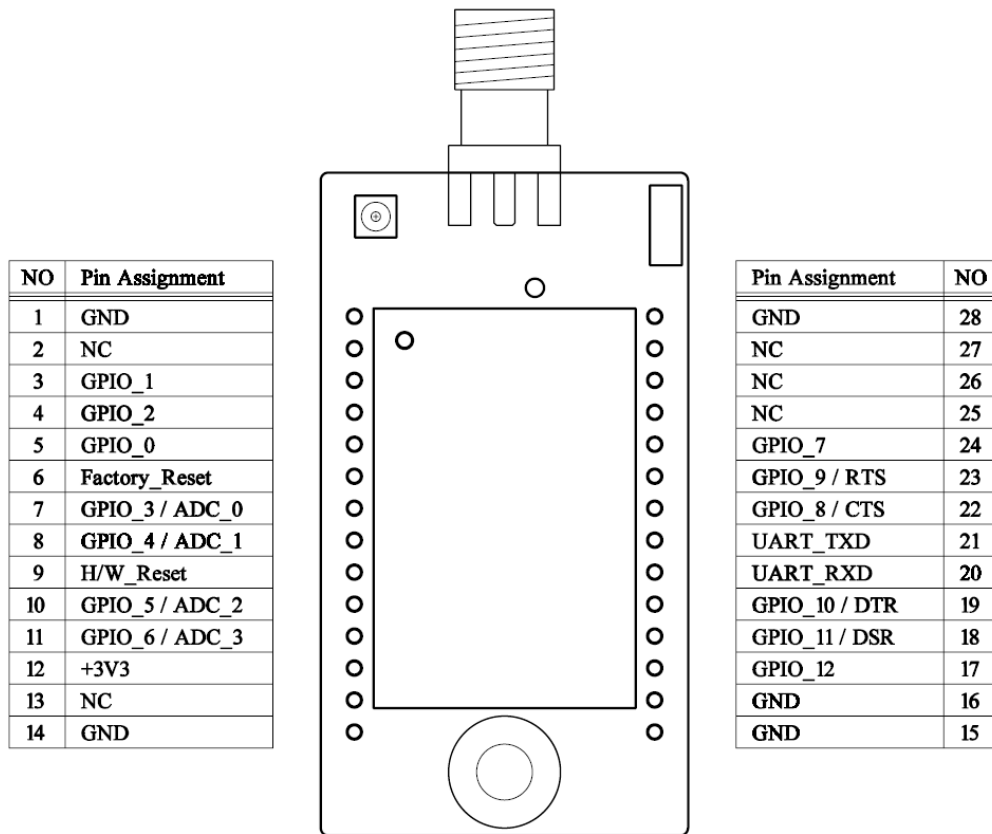 NO Pin Assignment
1 GND
2 NC
3 GPIO_1
4 GPIO_2
5 GPIO_0
6 Factory_Reset
7 GPIO_3 / ADC_0
8 GPIO_4 / ADC_1
9 H/W_Reset
10 GPIO_5 / ADC_2
11 GPIO_6 / ADC_3
12 +3V3
13 NC
14 GND
Pin Assignment NO
GND 28
NC 27
NC 26
NC 25
GPIO_7 24
GPIO_9 / RTS 23
GPIO_8 / CTS 22
UART_TXD 21
UART_RXD 20
GPIO_10 / DTR 19
GPIO_11 / DSR 18
GPIO_12 17
GND 16
GND 15